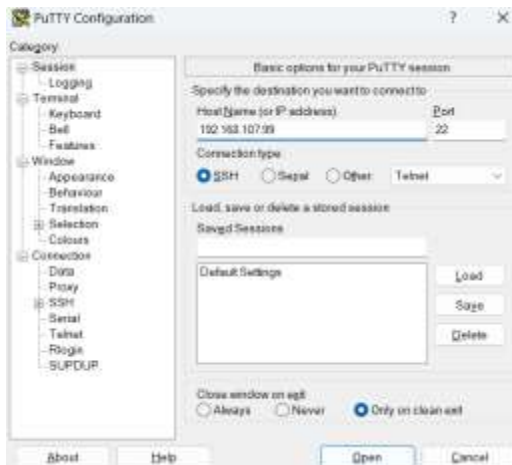 PuTTY Configuration
? ×
Category:
Session
Logging
Terminal
Keyboard
Bell
Features
Window
Appearance
Behaviour
Translation
Selection
Colours
Connection
Data
Proxy
SSH
Serial
Telnet
Rlogin
SUPDUP
Basic options for your PuTTY session
Specify the destination you want to connect to
Host Name (or IP address) Port
192.168.107.99 22
Connection type:
SSH Serial Other: Telnet
Load, save or delete a stored session
Saved Sessions
Default Settings
Load
Save
Delete
Close window on exit:
Always Never Only on clean exit
About Help Open Cancel